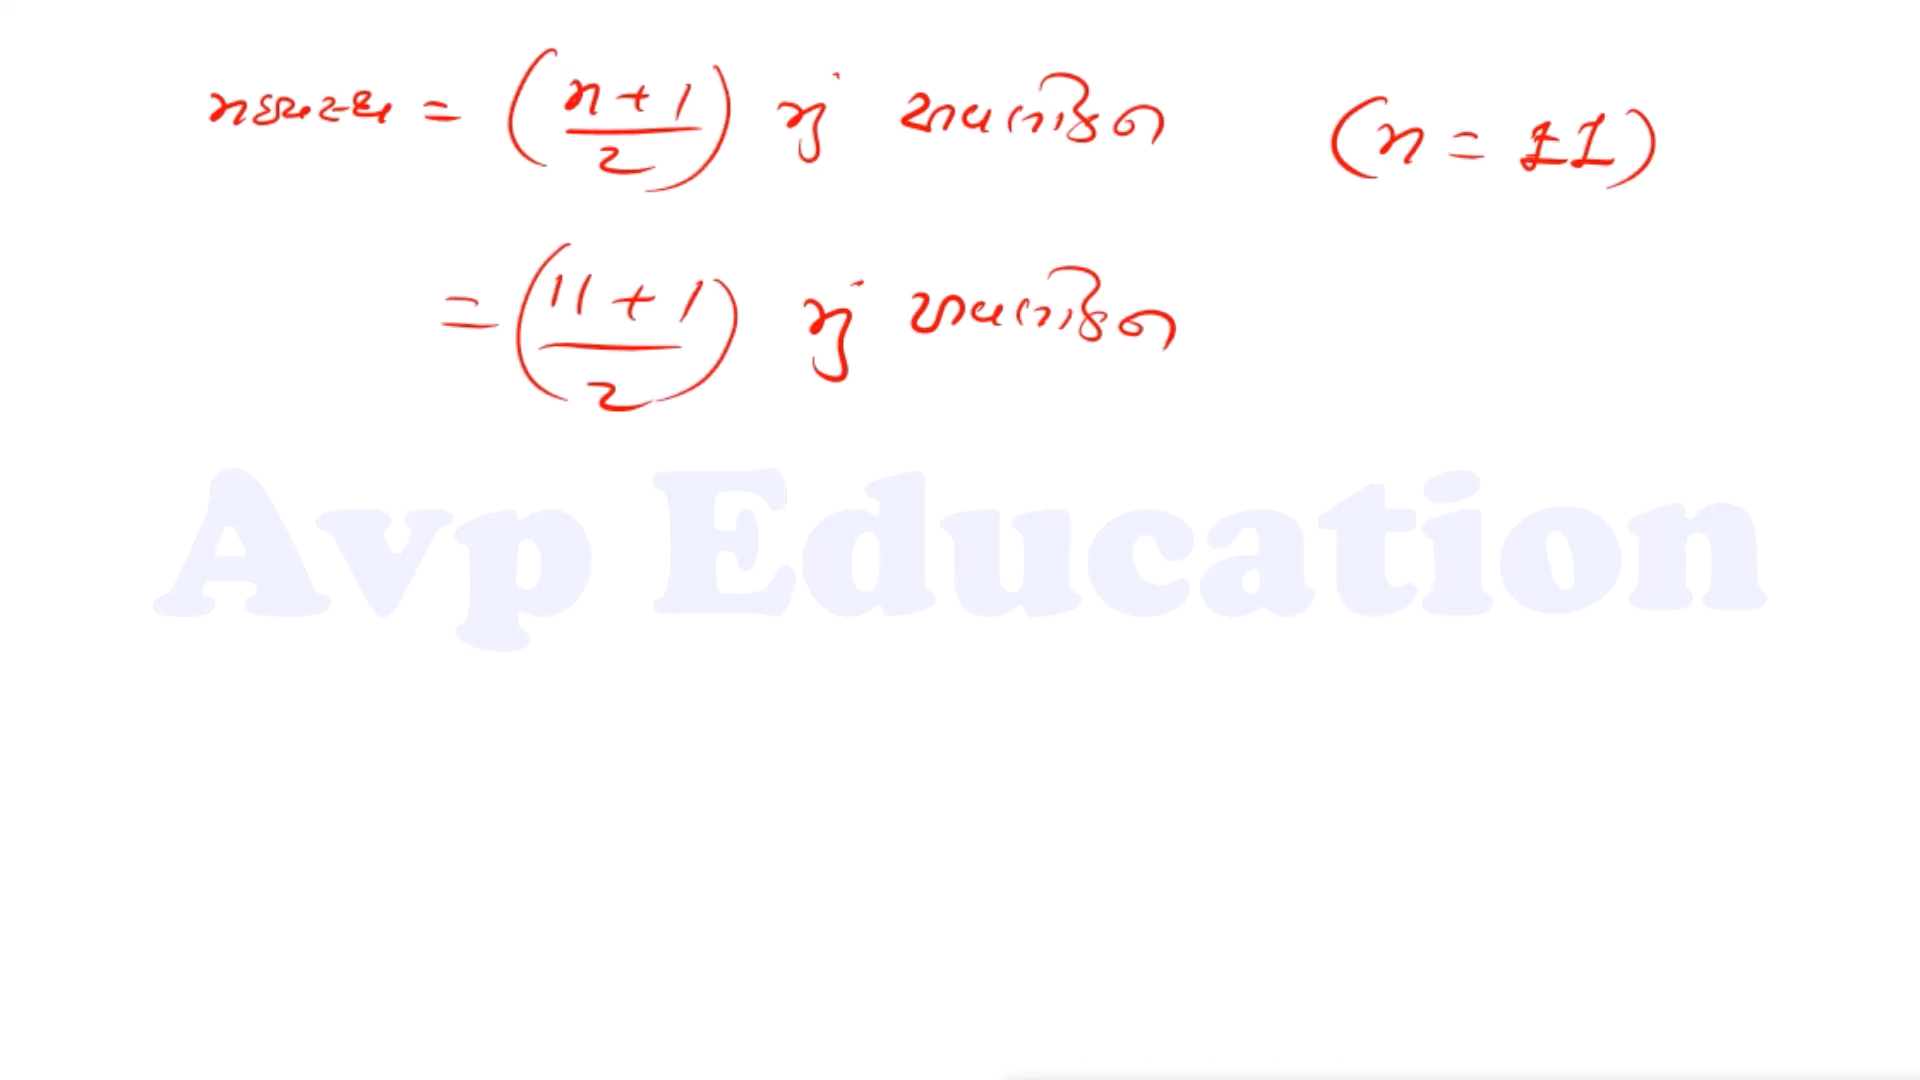 મધ્યસ્થ = (n+1/2) મું અવલોકન (n = 11)
= (11+1/2) મું અવલોકન
Avp Education